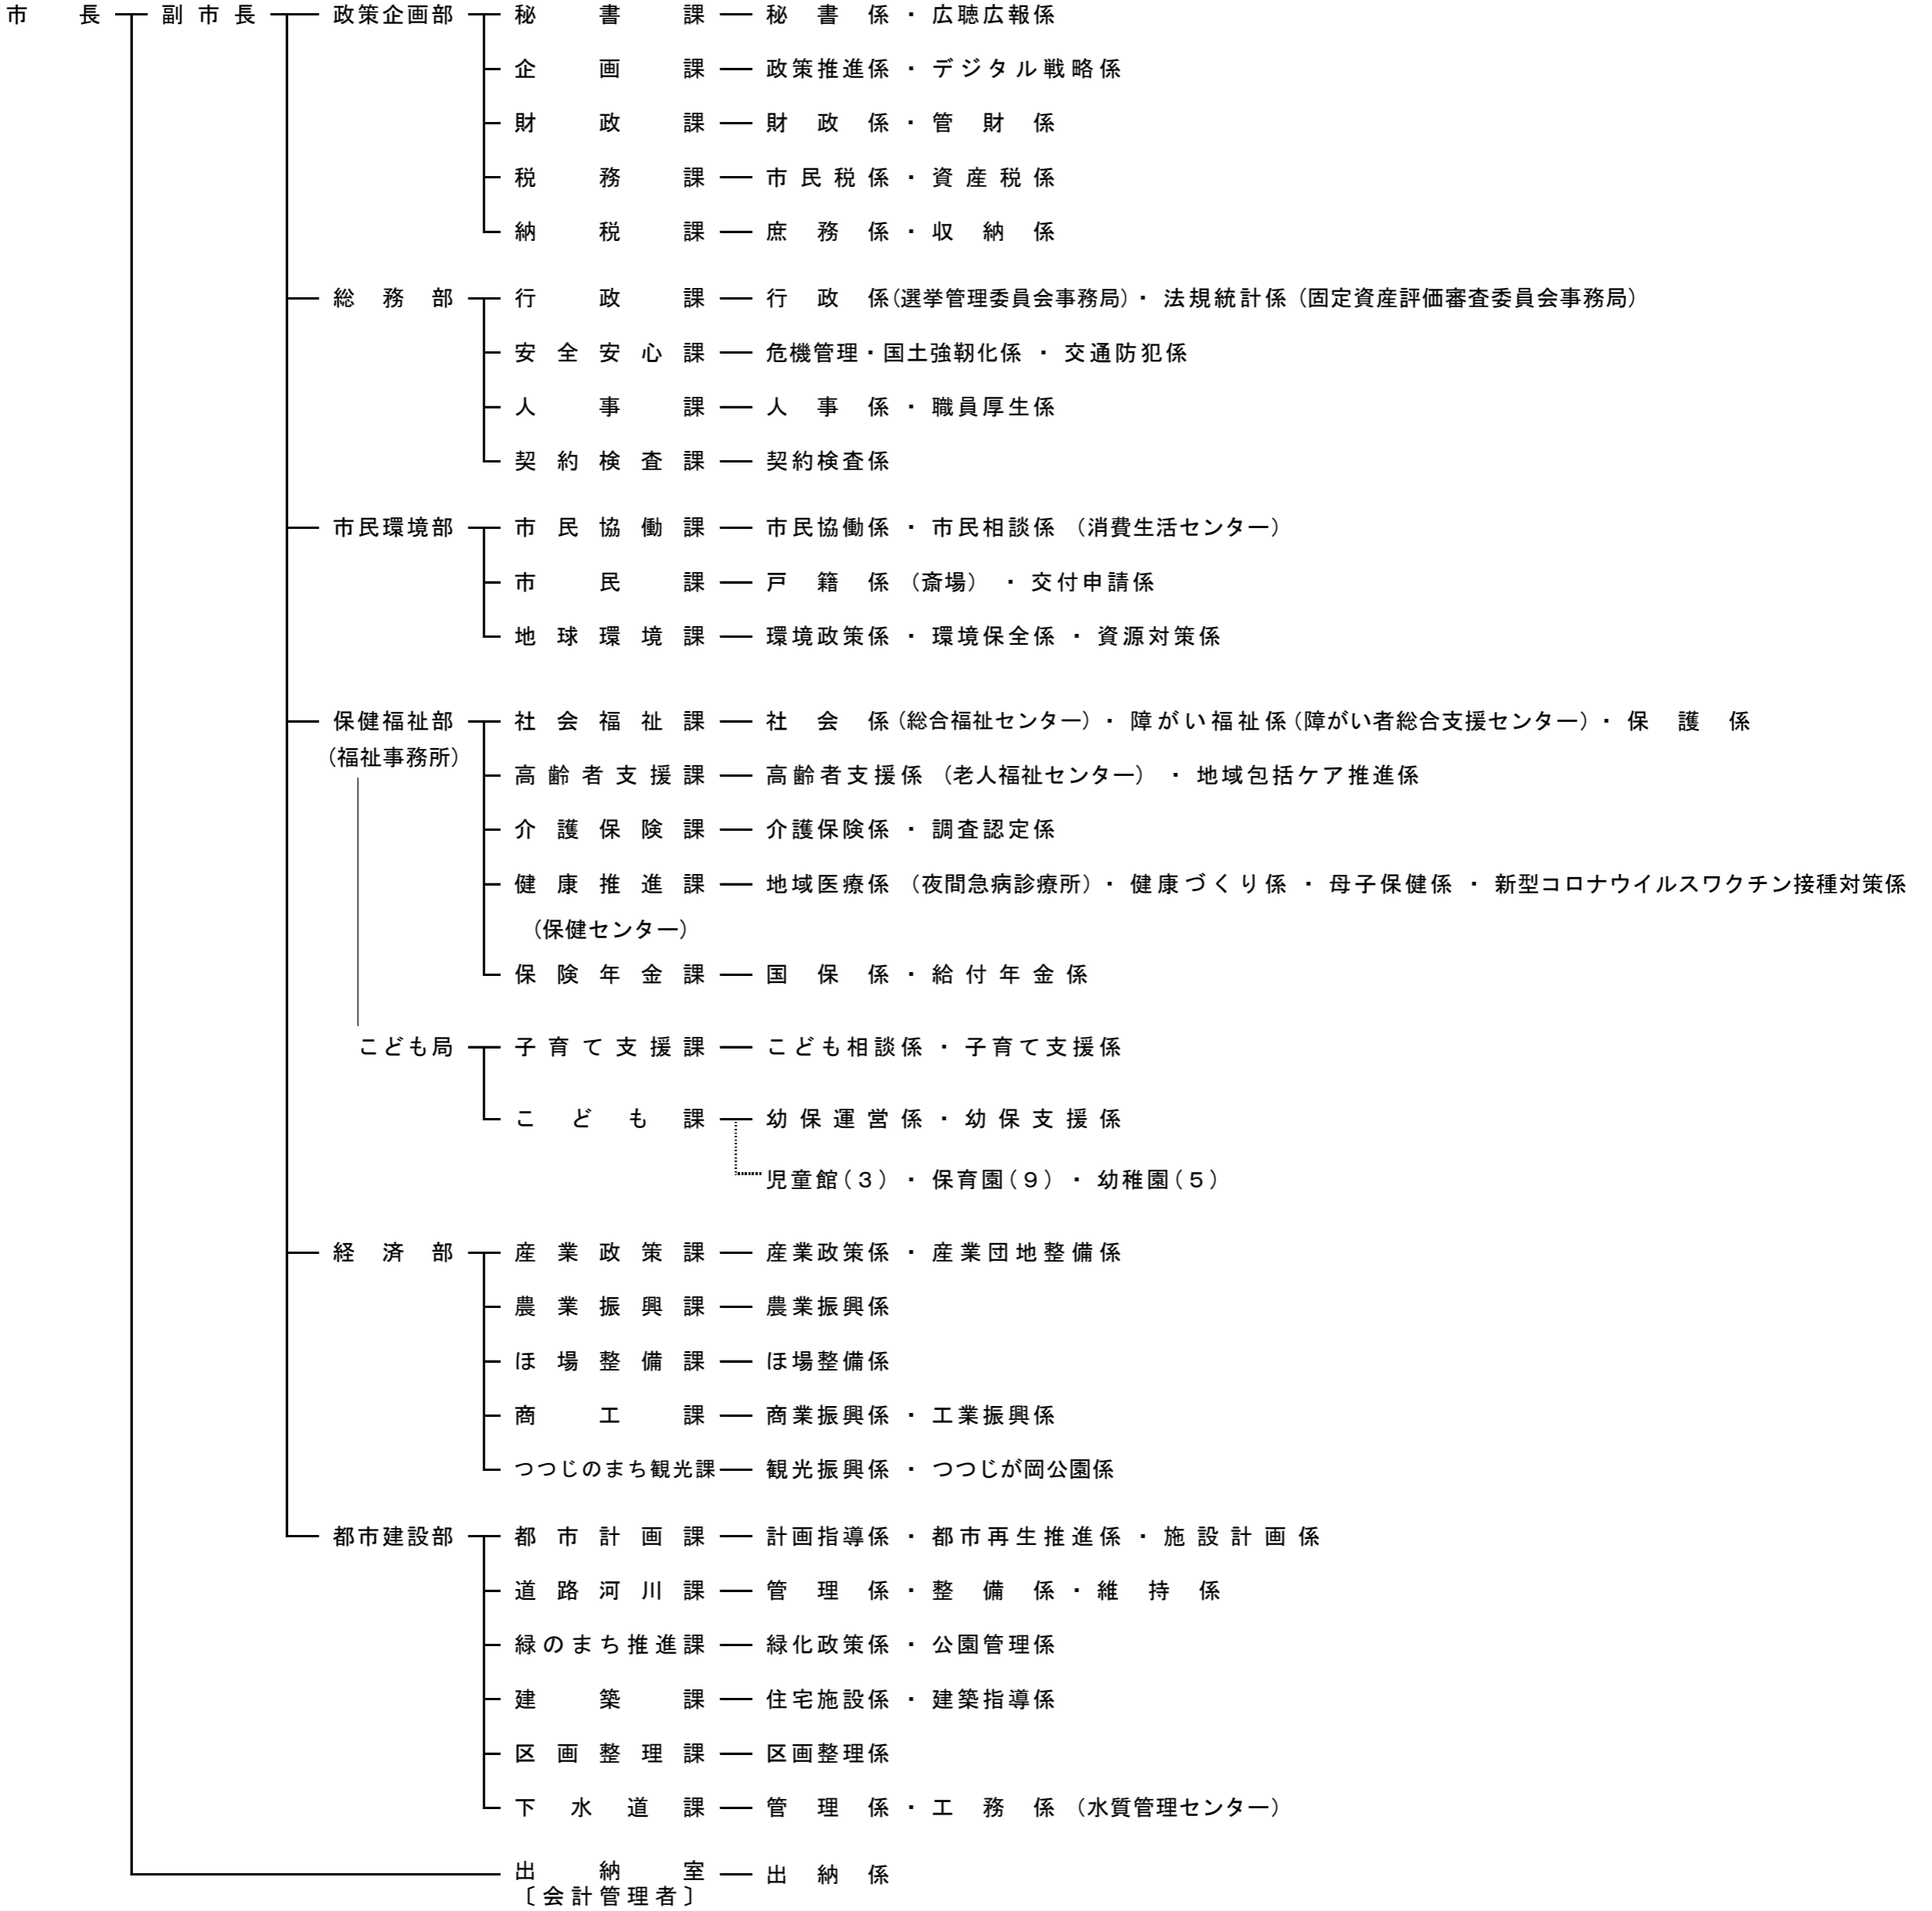 市長 副市長 政策企画部 秘書課 秘書係・広聴広報係
企画課 政策推進係・デジタル戦略係
財政課 財政係・管財係
税務課 市民税係・資産税係
納税課 庶務係・収納係
総務部 行政課 行政係(選挙管理委員会事務局)・法規統計係(固定資産評価審査委員会事務局)
安全安心課 危機管理・国土強靭化係・交通防犯係
人事課 人事係・職員厚生係
契約検査課 契約検査係
市民環境部 市民協働課 市民協働係・市民相談係(消費生活センター)
市民課 戸籍係(斎場)・交付申請係
地球環境課 環境政策係・環境保全係・資源対策係
保健福祉部 社会福祉課 社会係(総合福祉センター)・障がい福祉係(障がい者総合支援センター)・保護係
(福祉事務所)
高齢者支援課 高齢者支援係(老人福祉センター)・地域包括ケア推進係
介護保険課 介護保険係・調査認定係
健康推進課 地域医療係(夜間急病診療所)・健康づくり係・母子保健係・新型コロナウイルスワクチン接種対策係
(保健センター)
保険年金課 国保係・給付年金係
こども局 子育て支援課 こども相談係・子育て支援係
こども課 幼保運営係・幼保支援係
児童館(3)・保育園(9)・幼稚園(5)
経済部 産業政策課 産業政策係・産業団地整備係
農業振興課 農業振興係
ほ場整備課 ほ場整備係
商工課 商業振興係・工業振興係
つつじのまち観光課 観光振興係・つつじが岡公園係
都市建設部 都市計画課 計画指導係・都市再生推進係・施設計画係
道路河川課 管理係・整備係・維持係
緑のまち推進課 緑化政策係・公園管理係
建築課 住宅施設係・建築指導係
区画整理課 区画整理係
下水道課 管理係・工務係(水質管理センター)
出納室 出納係
〔会計管理者〕